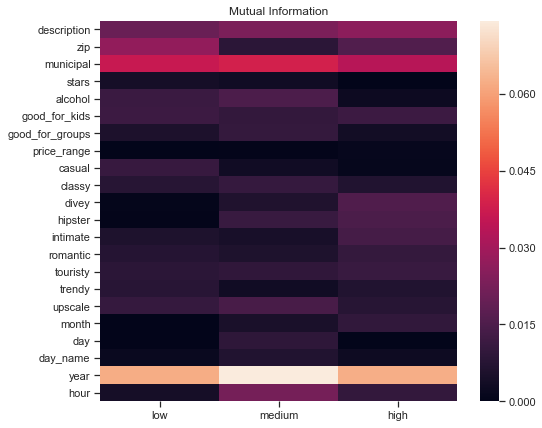 Mutual Information
description
zip
municipal
stars
alcohol
good_for_kids
good_for_groups
price_range
casual
classy
divey
hipster
intimate
romantic
touristy
trendy
upscale
month
day
day_name
year
hour
low medium high
0.060
0.045
0.030
0.015
0.000